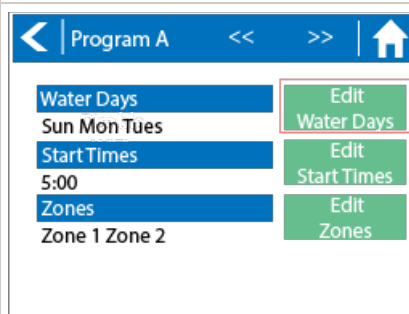 Program A << >>
Water Days
Edit
Water Days
Sun Mon Tues
Start Times
Edit
Start Times
5:00
Zones
Edit
Zones
Zone 1 Zone 2